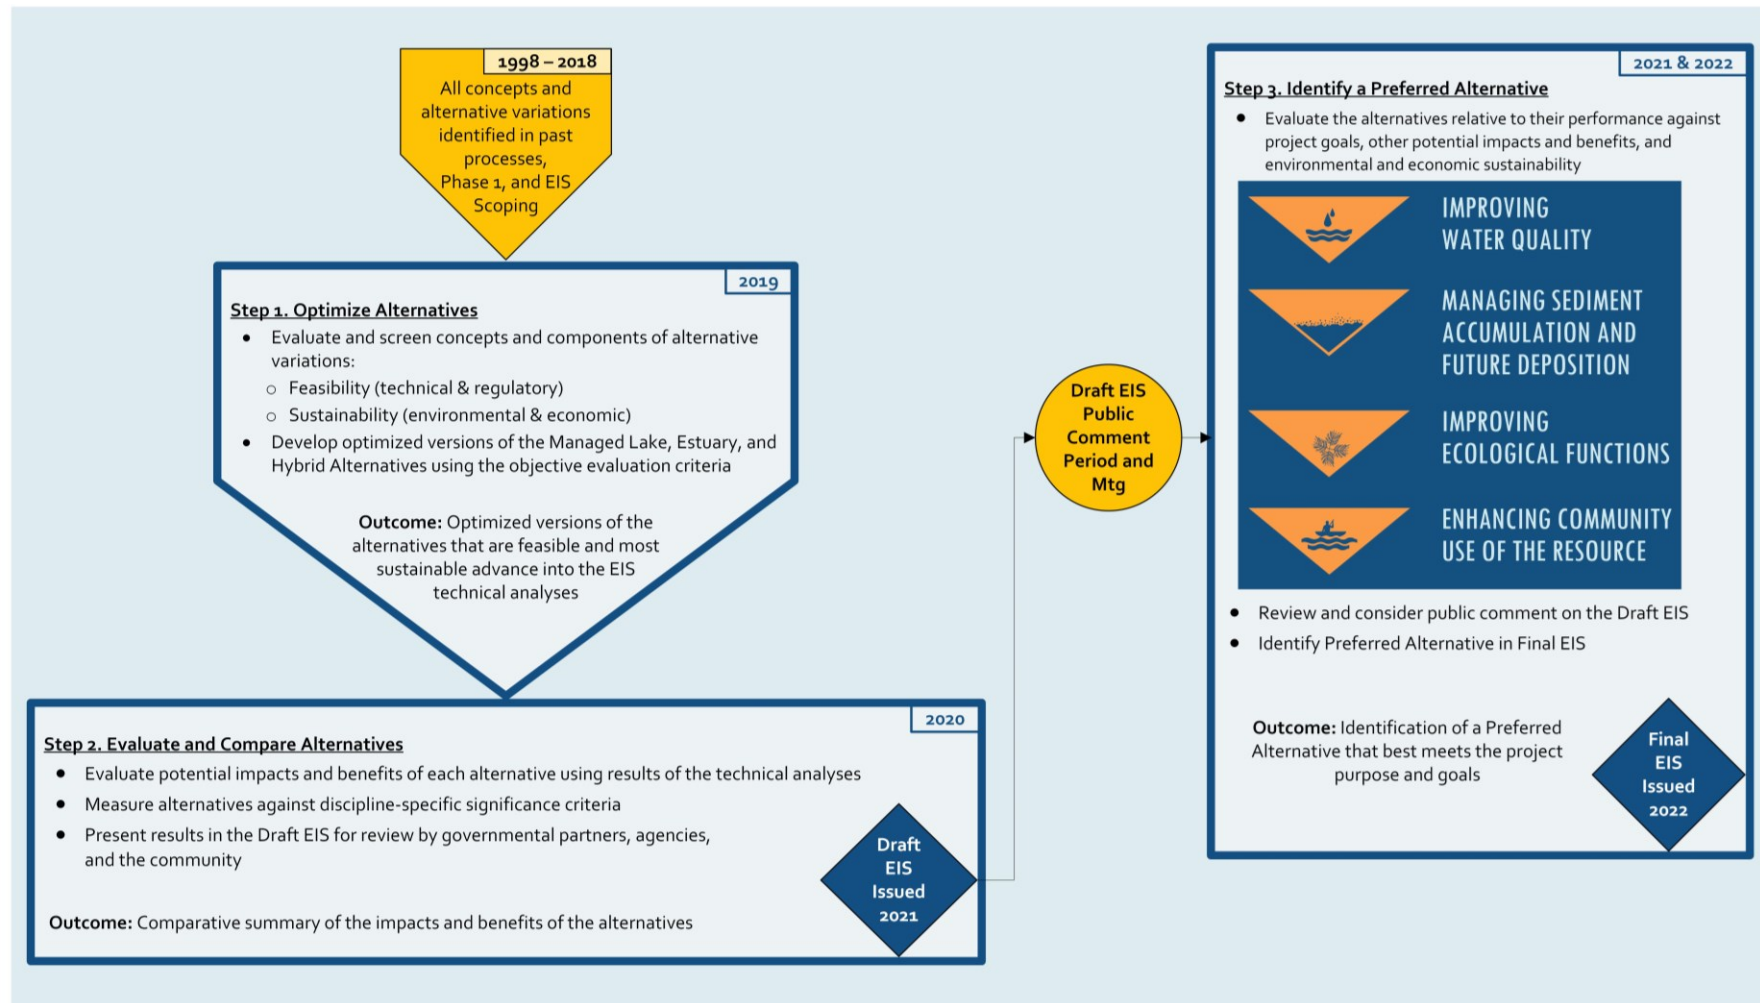 1998 – 2018
All concepts and
alternative variations
identified in past
processes,
Phase 1, and EIS
Scoping
2019
Step 1. Optimize Alternatives
● Evaluate and screen concepts and components of alternative
variations:
o Feasibility (technical & regulatory)
o Sustainability (environmental & economic)
● Develop optimized versions of the Managed Lake, Estuary, and
Hybrid Alternatives using the objective evaluation criteria
Outcome: Optimized versions of the
alternatives that are feasible and most
sustainable advance into the EIS
technical analyses
2020
Step 2. Evaluate and Compare Alternatives
● Evaluate potential impacts and benefits of each alternative using results of the technical analyses
● Measure alternatives against discipline-specific significance criteria
● Present results in the Draft EIS for review by governmental partners, agencies,
and the community
Outcome: Comparative summary of the impacts and benefits of the alternatives
Draft
EIS
Issued
2021
Draft EIS
Public
Comment
Period and
Mtg
2021 & 2022
Step 3. Identify a Preferred Alternative
● Evaluate the alternatives relative to their performance against
project goals, other potential impacts and benefits, and
environmental and economic sustainability
IMPROVING
WATER QUALITY
MANAGING SEDIMENT
ACCUMULATION AND
FUTURE DEPOSITION
IMPROVING
ECOLOGICAL FUNCTIONS
ENHANCING COMMUNITY
USE OF THE RESOURCE
● Review and consider public comment on the Draft EIS
● Identify Preferred Alternative in Final EIS
Outcome: Identification of a Preferred
Alternative that best meets the project
purpose and goals
Final
EIS
Issued
2022